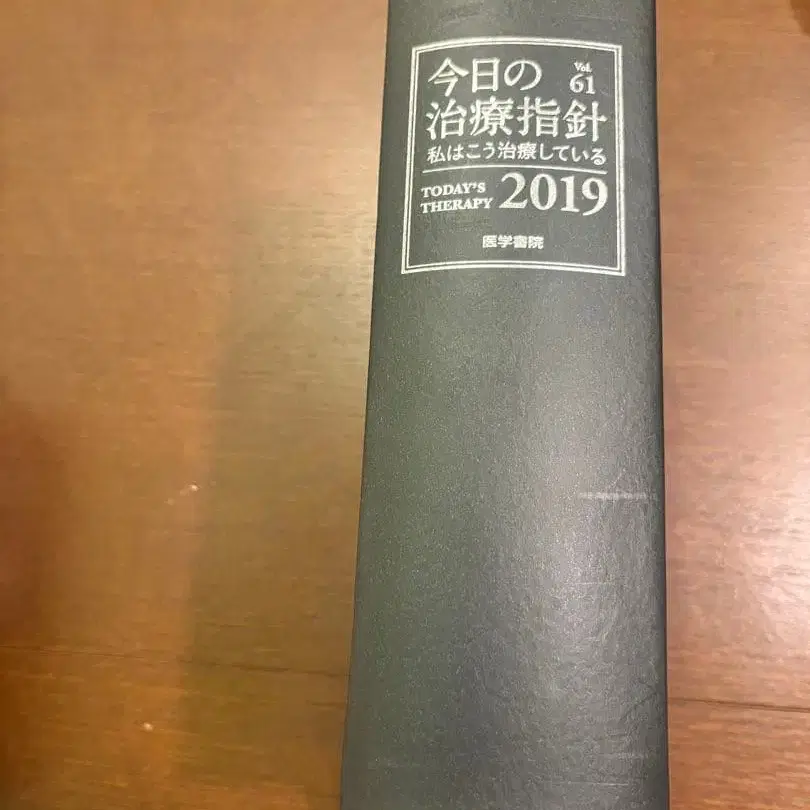 今日の
Vol.
61
治療指針
私はこう治療している
TODAY'S
THERAPY
2019
医学書院